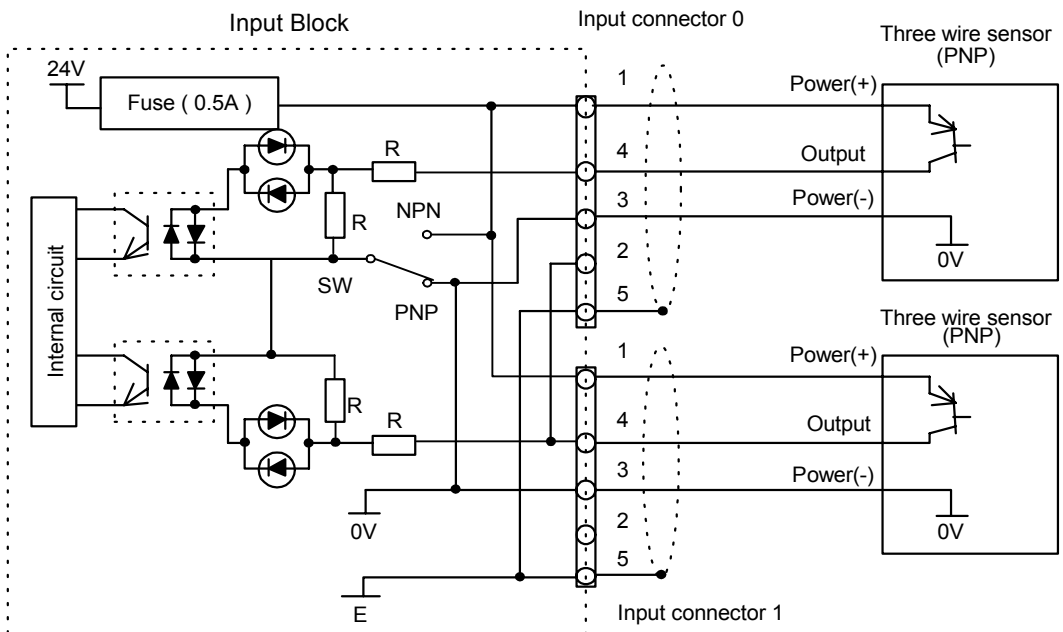 Input Block
Input connector 0
Three wire sensor
(PNP)
24V
Fuse ( 0.5A )
1
Power(+)
R
4
Output
NPN
3
Power(-)
R
2
0V
SW
PNP
5
Internal circuit
Three wire sensor
(PNP)
1
Power(+)
R
R
4
Output
3
Power(-)
0V
2
0V
5
E
Input connector 1